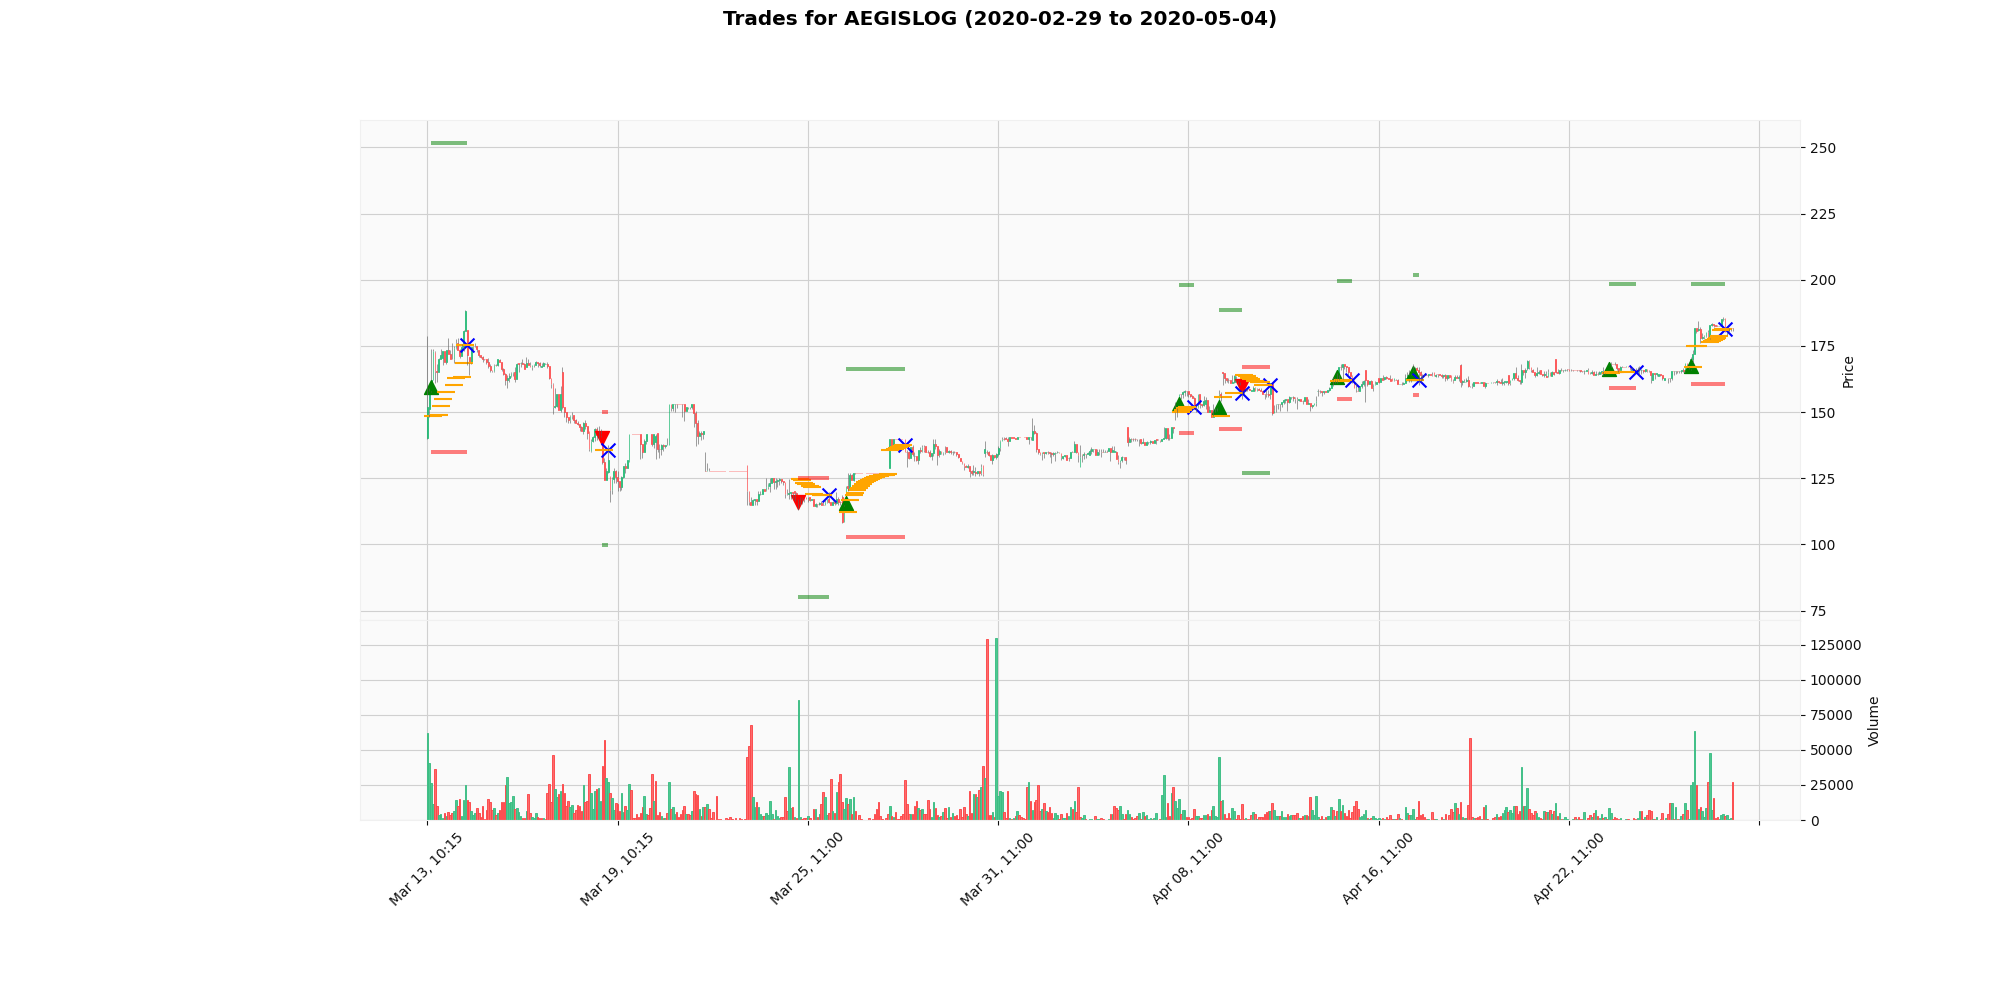 Trades for AEGISLOG (2020-02-29 to 2020-05-04)
250
225
200
175
150
125
100
75
Price
125000
100000
75000
50000
25000
0
Volume
Mar 13, 10:15
Mar 19, 10:15
Mar 25, 11:00
Mar 31, 11:00
Apr 08, 11:00
Apr 16, 11:00
Apr 22, 11:00